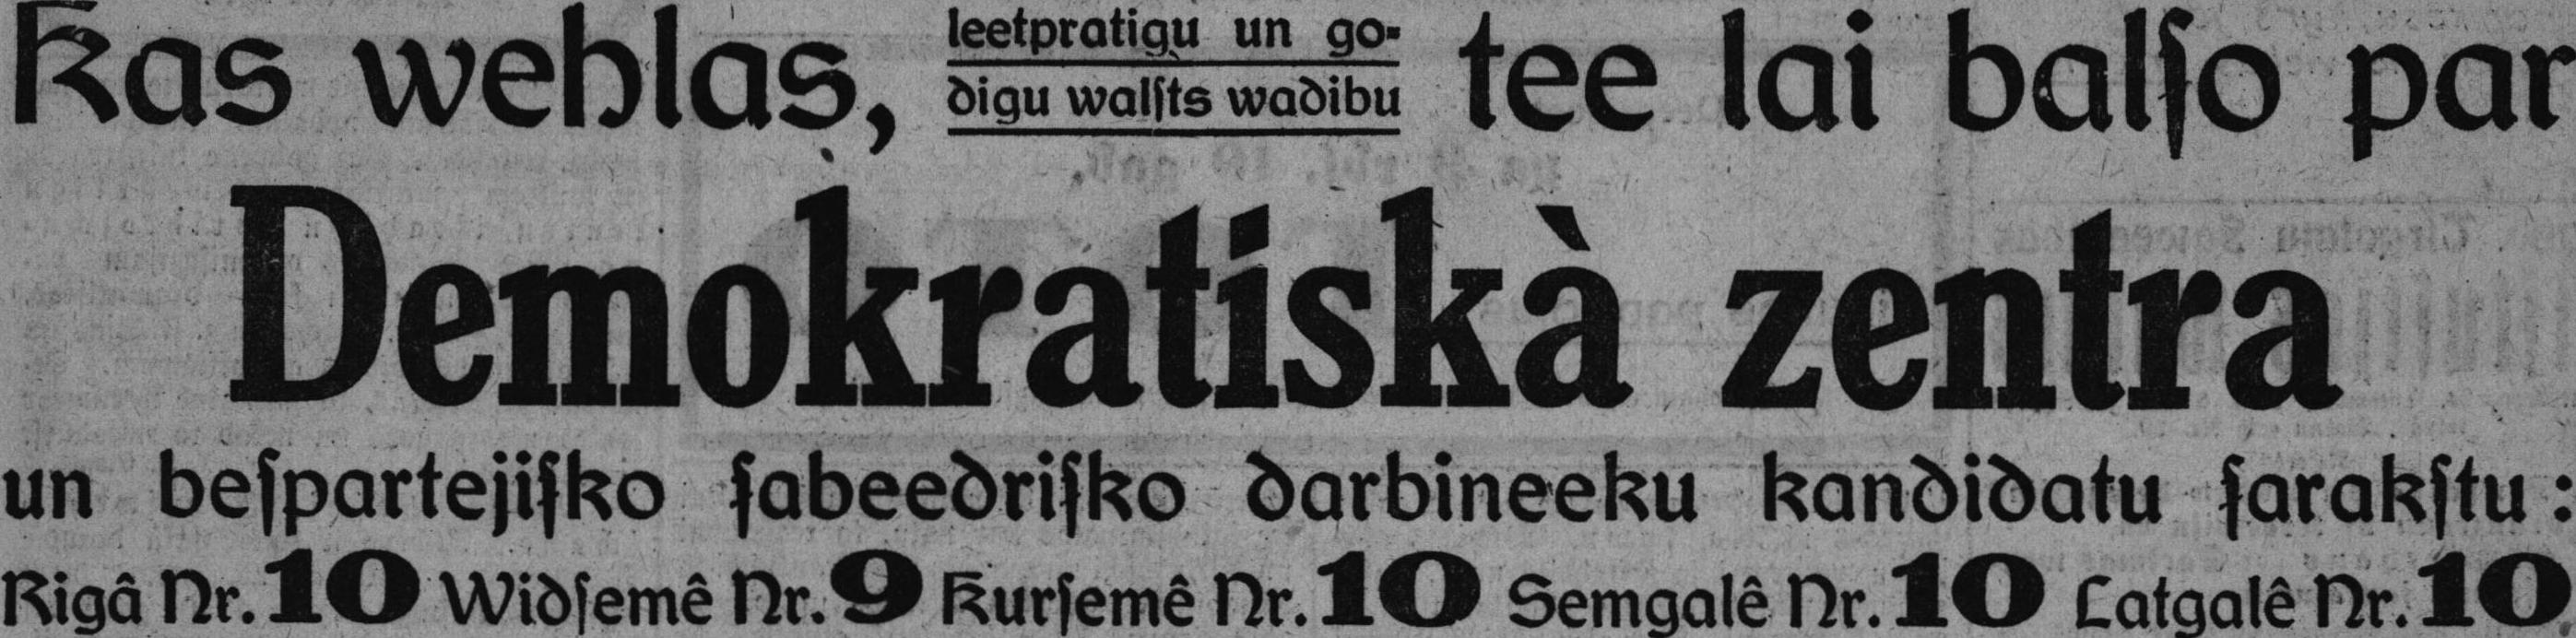 Kas wehlas, leetpratigu un go-
digu walſts wadibu tee lai balſo par
Demokratiskà zentra
un beſpartejiſko ſabeedriſko darbineeku kandidatu ſarakſtu:
Rigâ Nr. 10 Widſemê Nr. 9 Kurſemê Nr. 10 Semgalê Nr. 10 Latgalê Nr. 10